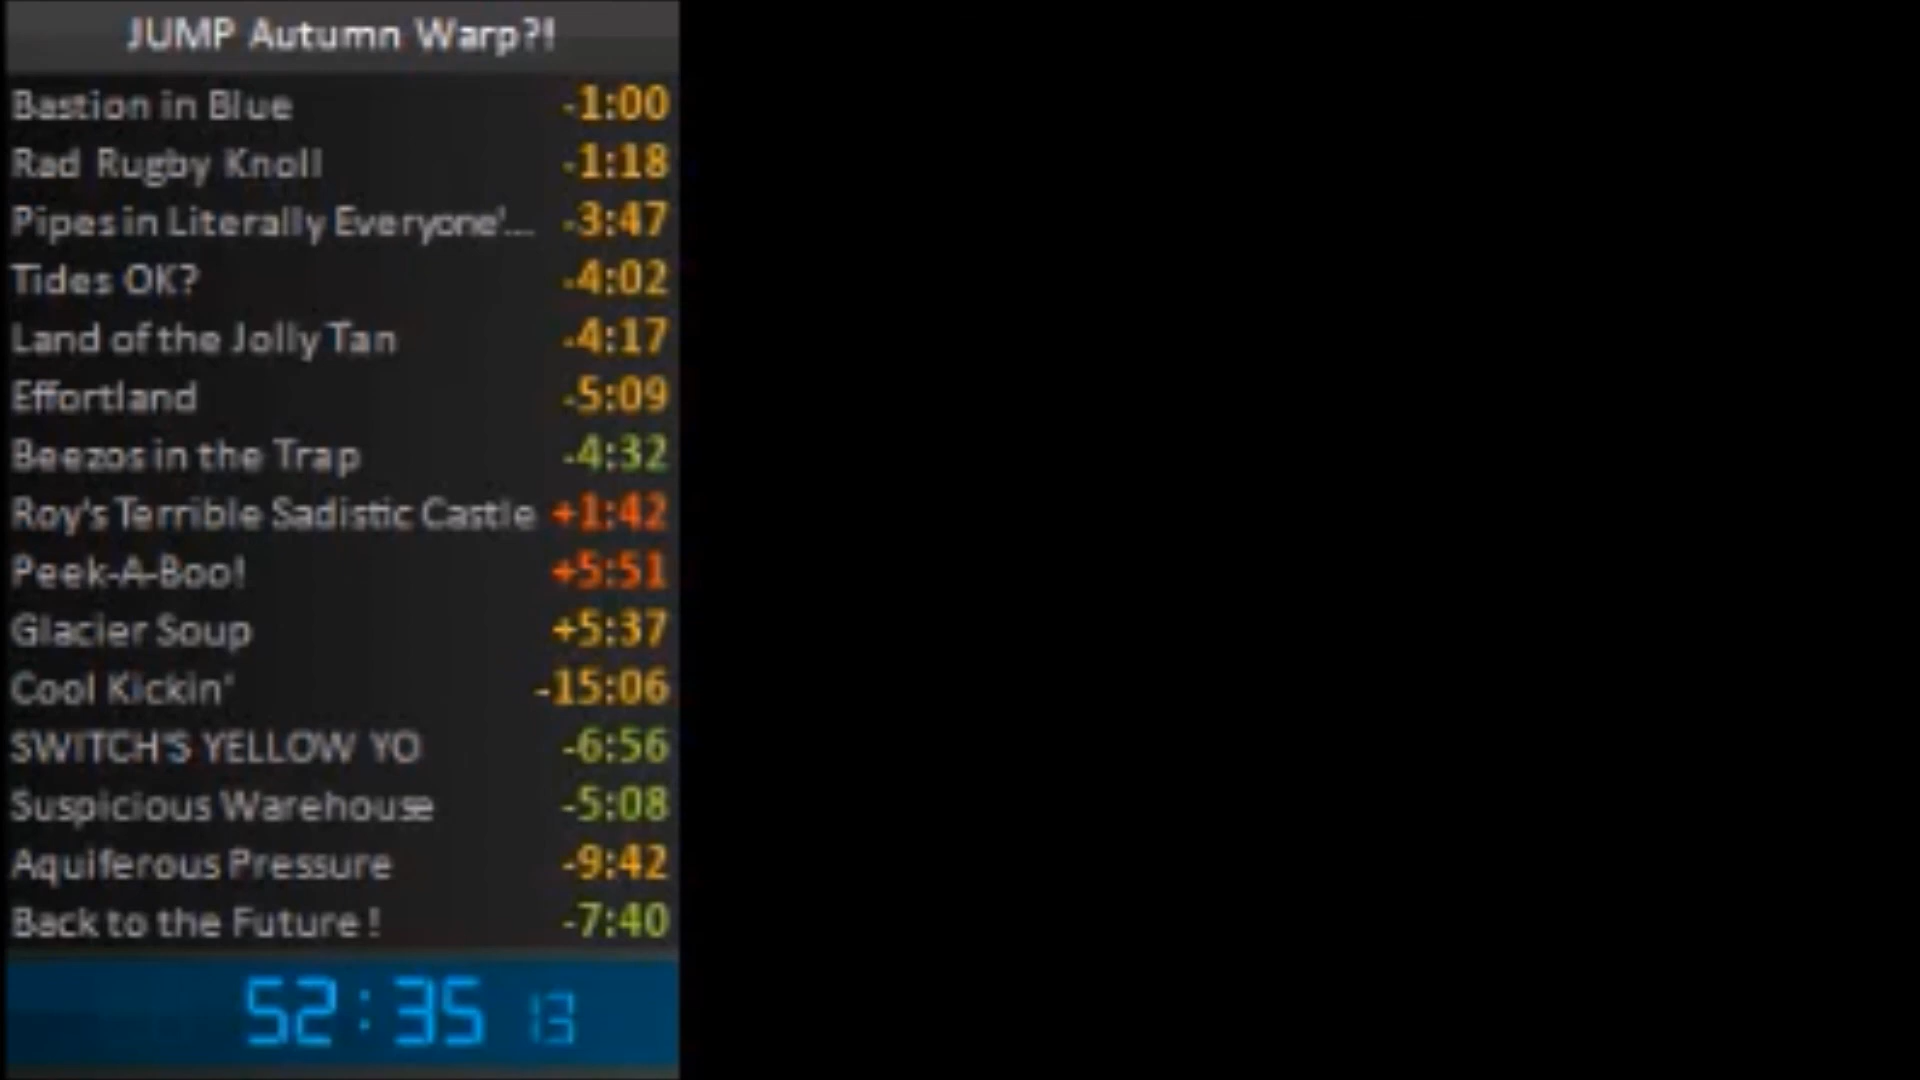 JUMP Autumn Warp?!
Bastion in Blue -1:00
Rad Rugby Knoll -1:18
Pipes in Literally Everyone'... -3:47
Tides OK? -4:02
Land of the Jolly Tan -4:17
Effortland -5:09
Beezos in the Trap -4:32
Roy's Terrible Sadistic Castle +1:42
Peek-A-Boo! +5:51
Glacier Soup +5:37
Cool Kickin' -15:06
SWITCH'S YELLOW YO -6:56
Suspicious Warehouse -5:08
Aquiferous Pressure -9:42
Back to the Future ! -7:40
52:35 13